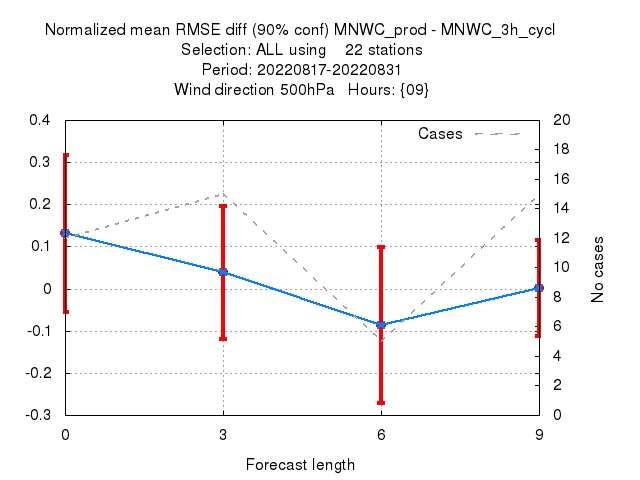 Normalized mean RMSE diff (90% conf) MNWC_prod - MNWC_3h_cycl
Selection: ALL using    22 stations
Period: 20220817-20220831
Wind direction 500hPa   Hours: {09}
Cases
0.4
0.3
0.2
0.1
0
-0.1
-0.2
-0.3
20
18
16
14
12
10
8
6
4
2
0
No cases
0 3 6 9
Forecast length